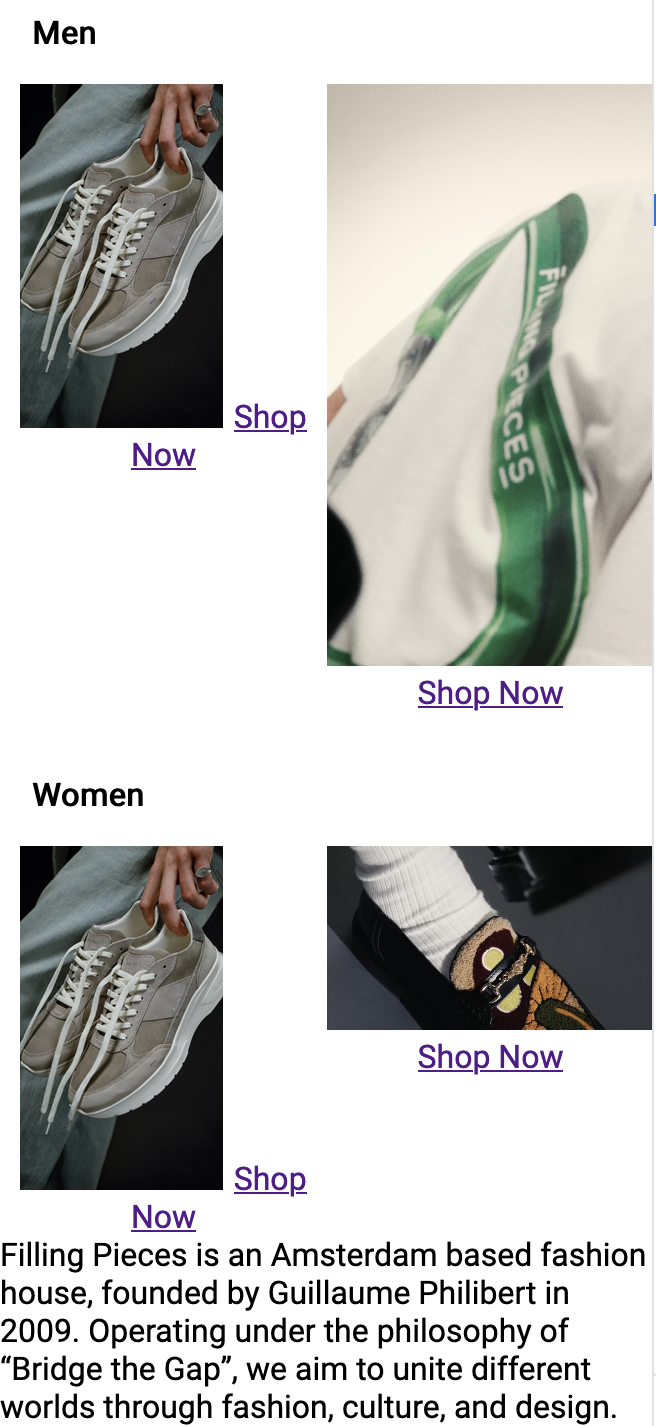 Men
FILLING PIECES
Shop
Now
Shop Now
Women
Shop Now
Shop
Now
Filling Pieces is an Amsterdam based fashion
house, founded by Guillaume Philibert in
2009. Operating under the philosophy of
“Bridge the Gap”, we aim to unite different
worlds through fashion, culture, and design.